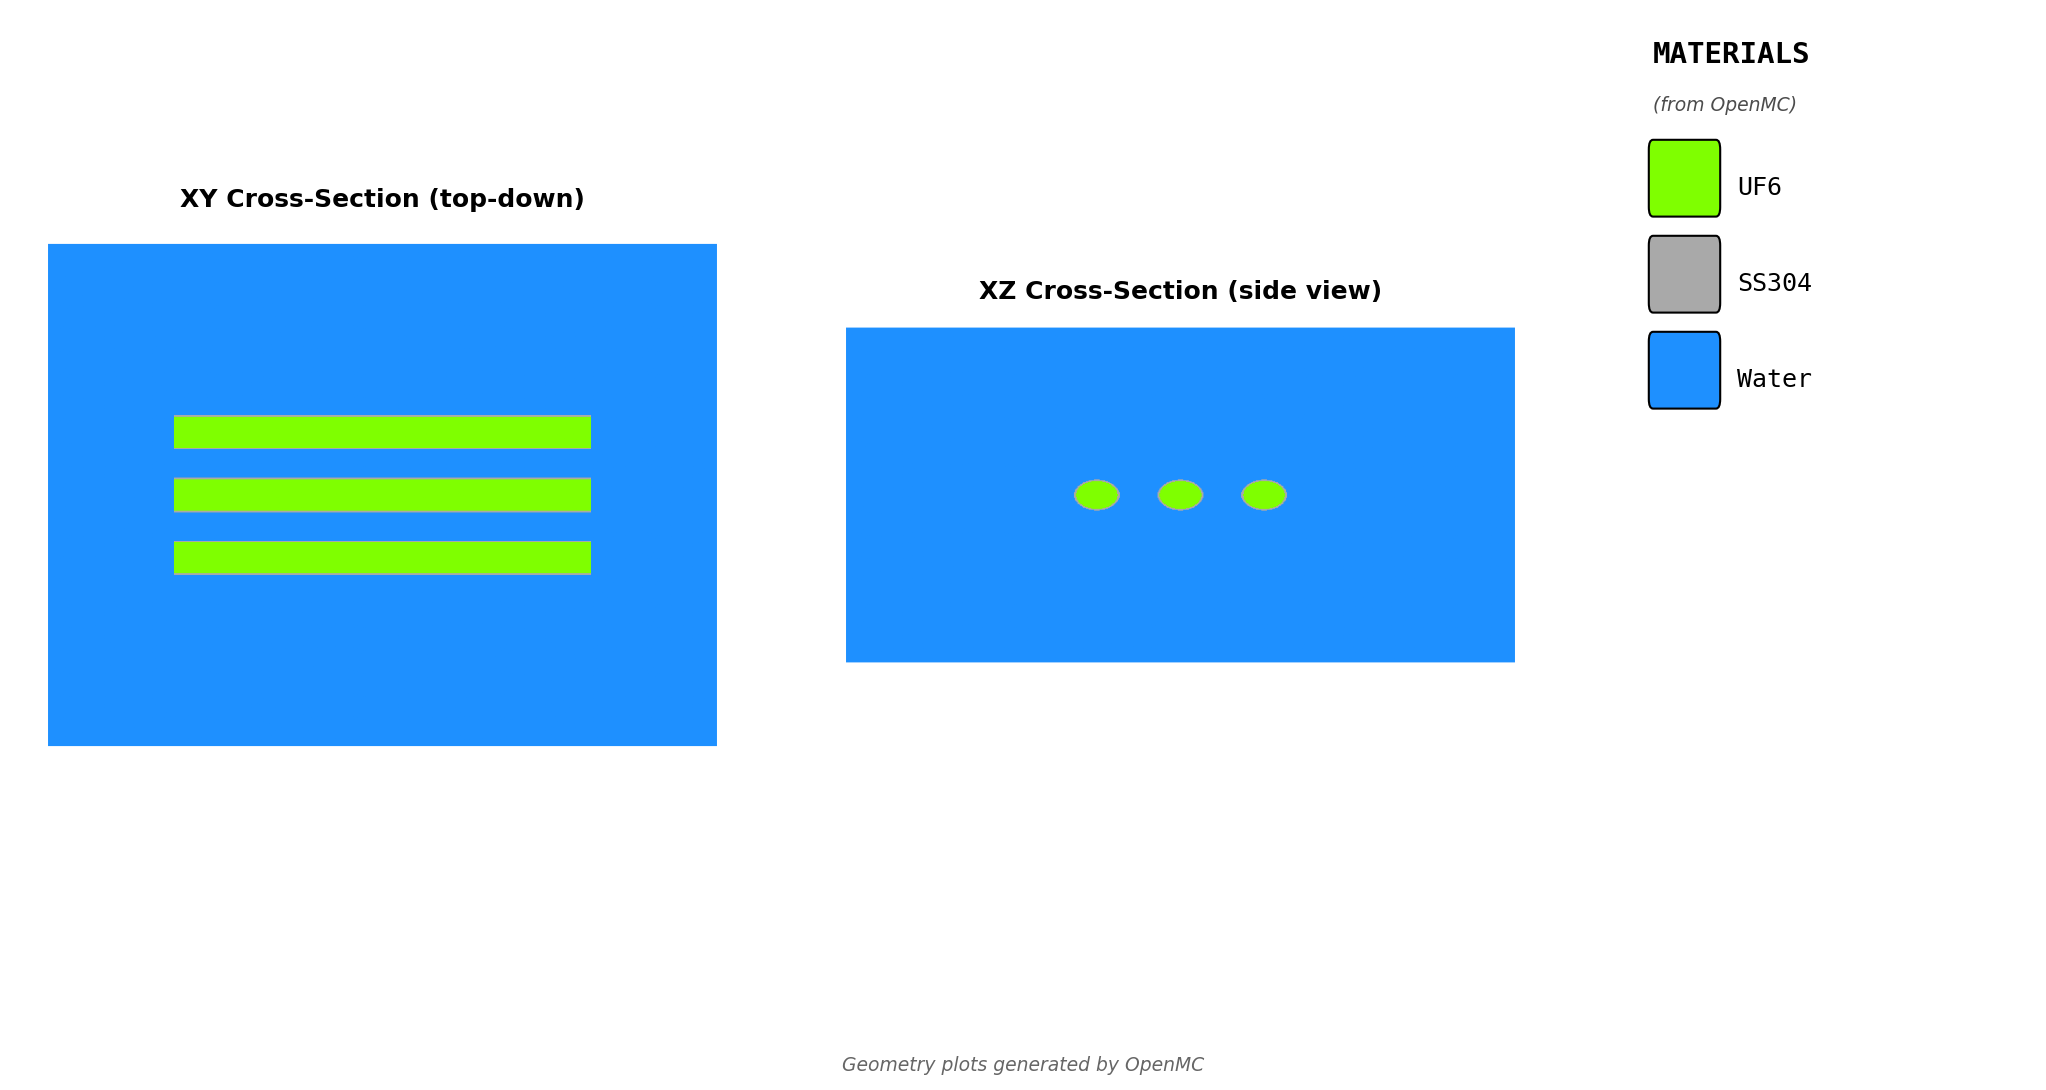 MATERIALS
(from OpenMC)
UF6
XY Cross-Section (top-down)
SS304
XZ Cross-Section (side view)
Water
Geometry plots generated by OpenMC